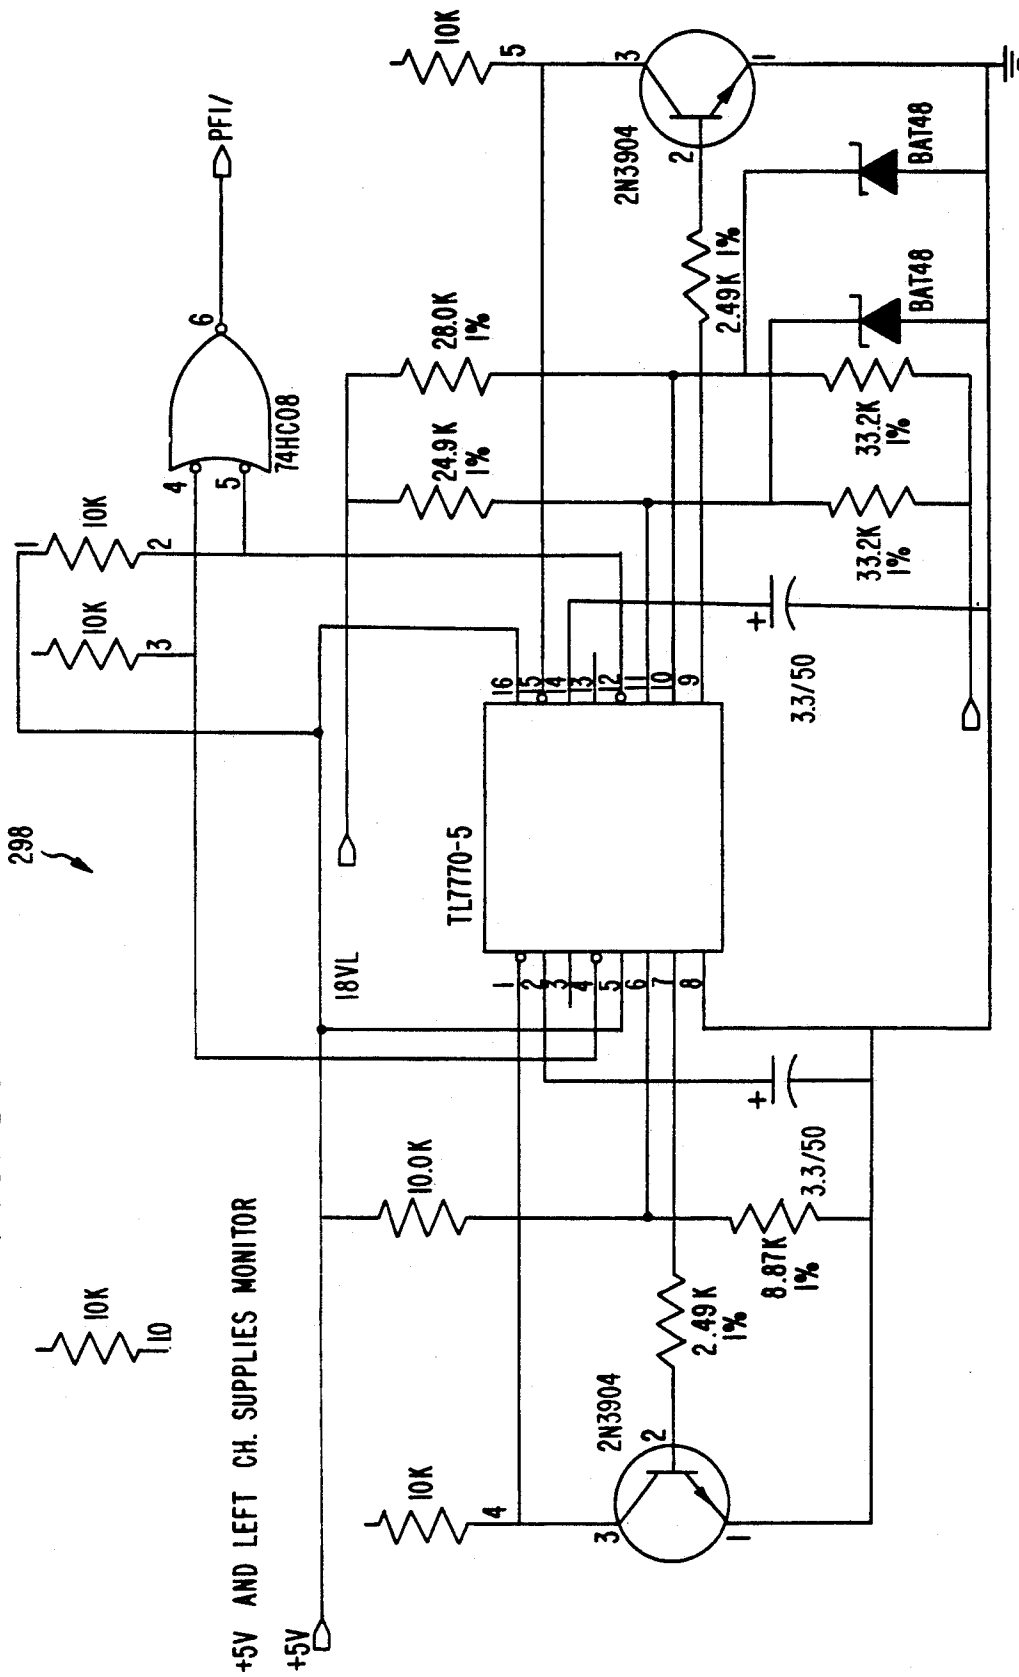 298
+5V AND LEFT CH. SUPPLIES MONITOR
+5V
18VL
10K
10
10K
4
10K
1
2
10K
3
4
5
6
74HC08
PFI/
10K
5
28.0K
1%
24.9K
1%
10.0K
TL7770-5
1
2
3
4
5
6
7
8
16
15
14
13
12
11
10
9
2N3904
3
2
1
2.49K
1%
8.87K
1%
3.3/50
3.3/50
2N3904
3
2
1
2.49K 1%
33.2K
1%
33.2K
1%
BAT48
BAT48